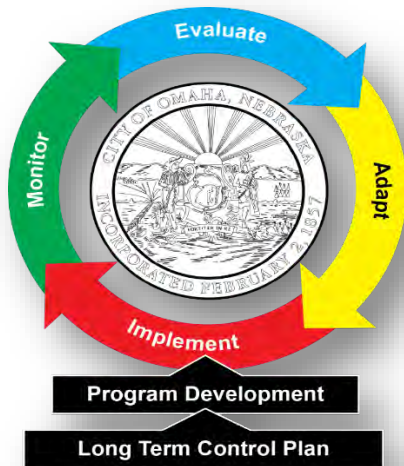 Evaluate
Adapt
Implement
Monitor
CITY OF OMAHA, NEBRASKA
INCORPORATED FEBRUARY 2, 1857
Program Development
Long Term Control Plan